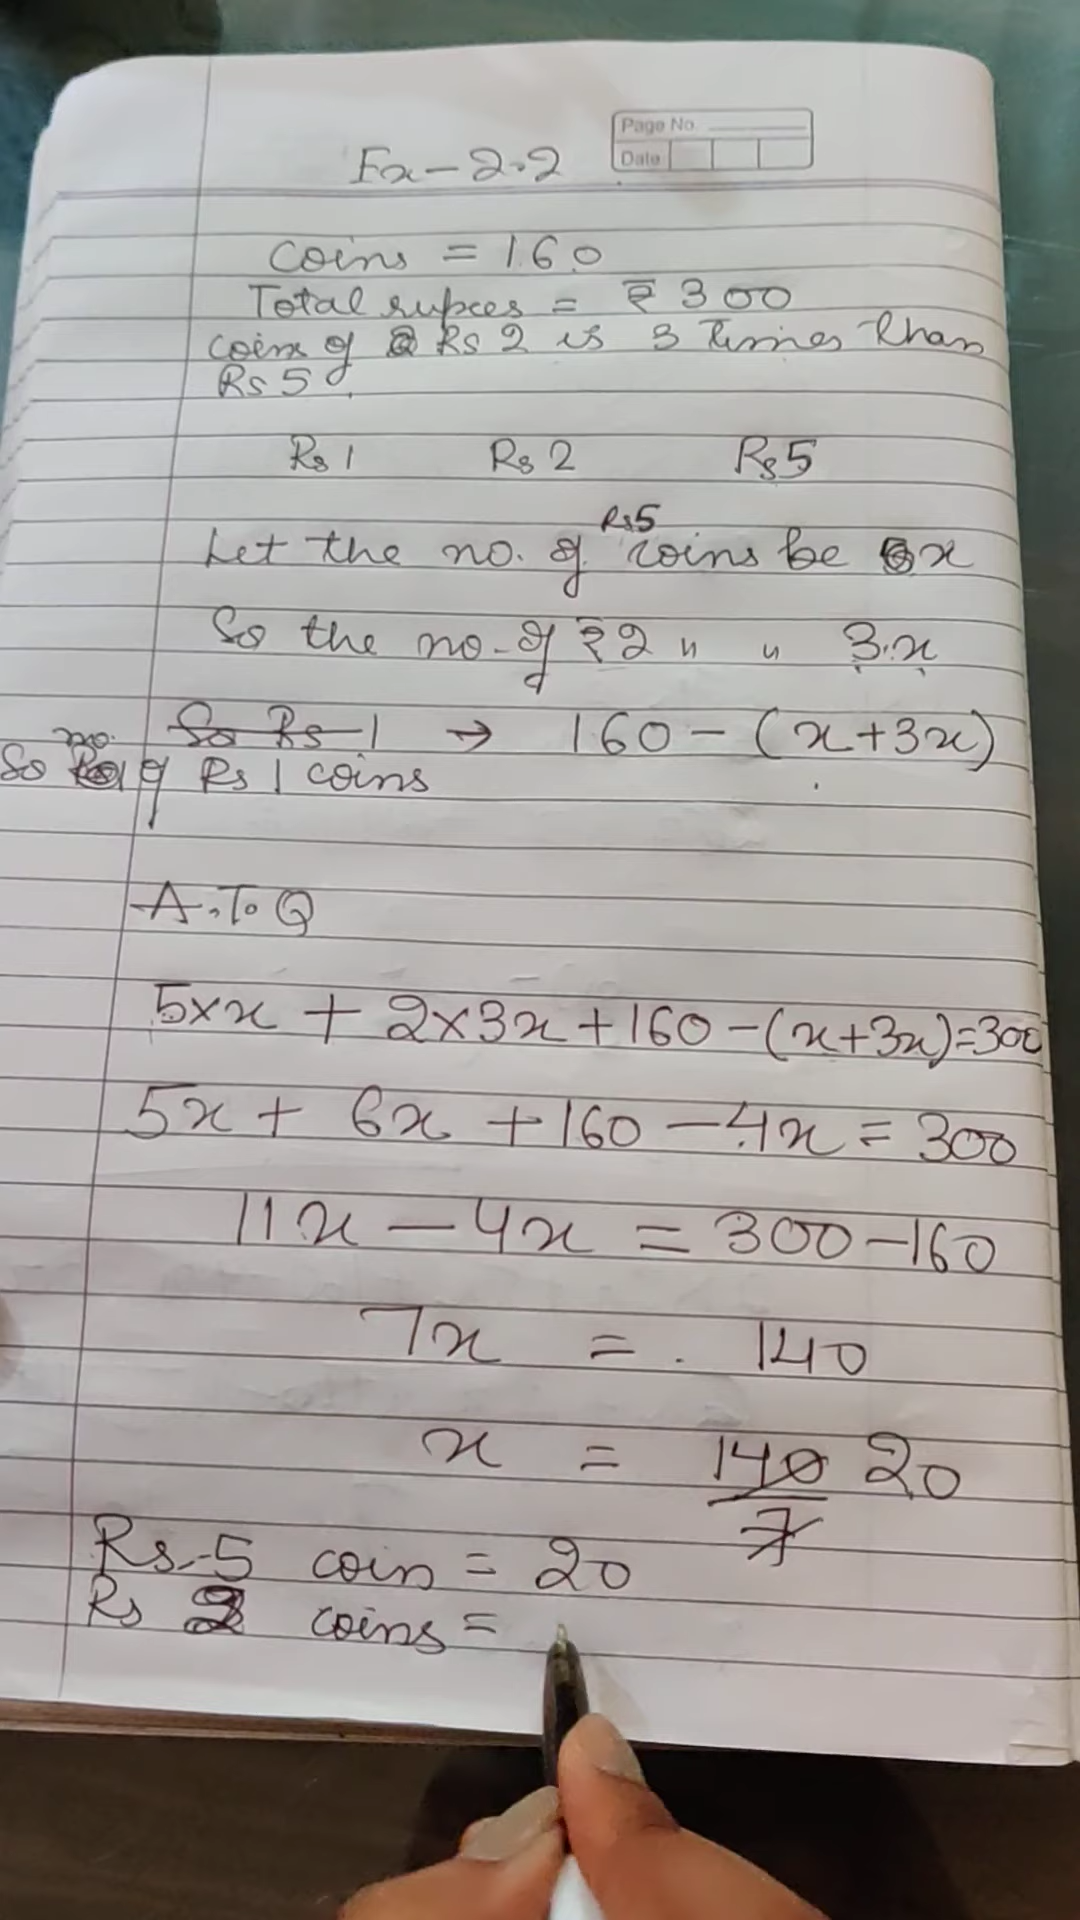 Ex-2.2
Page No.
Date
coins = 160
Total rupees = ₹ 300
coins of Rs 2 is 3 times than
Rs 5.
Rs 1 Rs 2 Rs 5
Rs5
Let the no. of coins be x
So the no. of ₹2 " " 3x
So Rs 1 → 160 - (x+3x)
So no. of Rs 1 coins
A.T.Q
5×x + 2×3x+160-(x+3x)=300
5x + 6x + 160 - 4x = 300
11x - 4x = 300-160
7x = 140
x = 140 20
7
Rs-5 coin = 20
Rs 2 coins =